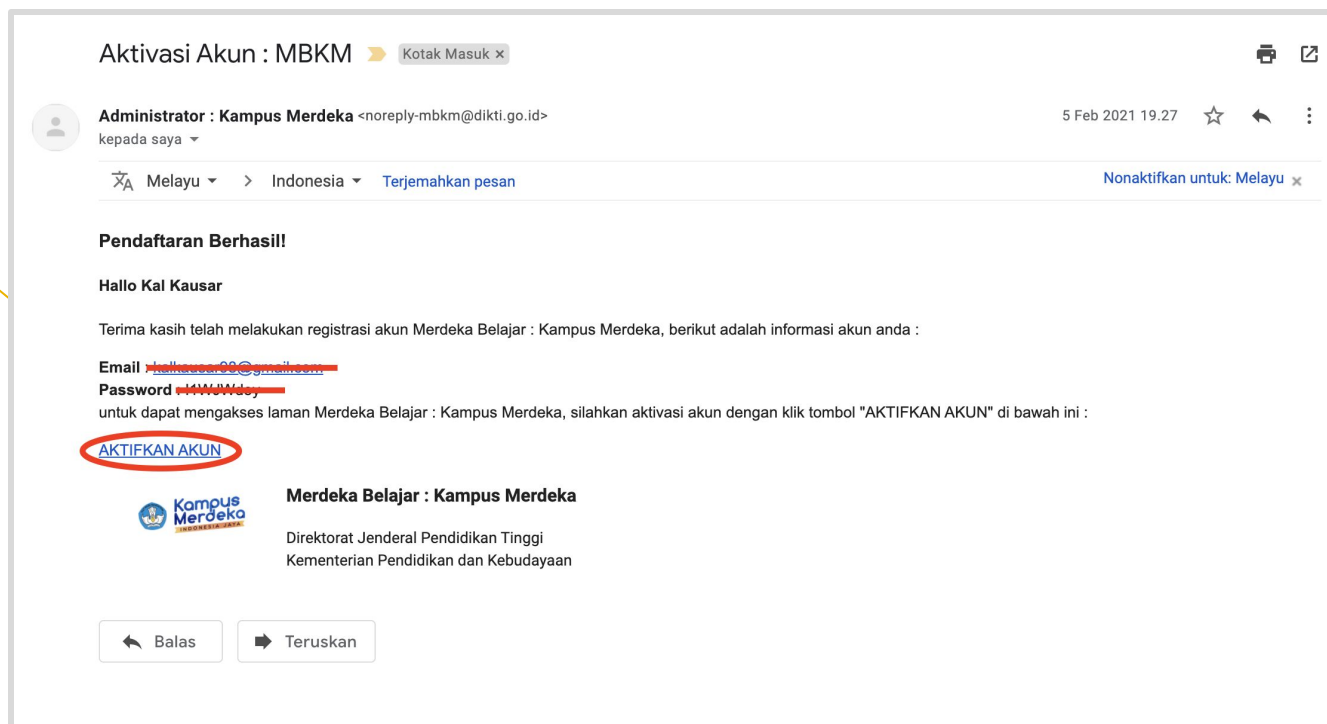 Aktivasi Akun : MBKM Kotak Masuk ×
Administrator : Kampus Merdeka <noreply-mbkm@dikti.go.id> 5 Feb 2021 19.27
kepada saya
Melayu > Indonesia Terjemahkan pesan Nonaktifkan untuk: Melayu ×
Pendaftaran Berhasil!
Hallo Kal Kausar
Terima kasih telah melakukan registrasi akun Merdeka Belajar : Kampus Merdeka, berikut adalah informasi akun anda :
Email :
Password :
untuk dapat mengakses laman Merdeka Belajar : Kampus Merdeka, silahkan aktivasi akun dengan klik tombol "AKTIFKAN AKUN" di bawah ini :
AKTIFKAN AKUN
Kampus
Merdeka
INDONESIA JAYA
Merdeka Belajar : Kampus Merdeka
Direktorat Jenderal Pendidikan Tinggi
Kementerian Pendidikan dan Kebudayaan
Balas
Teruskan